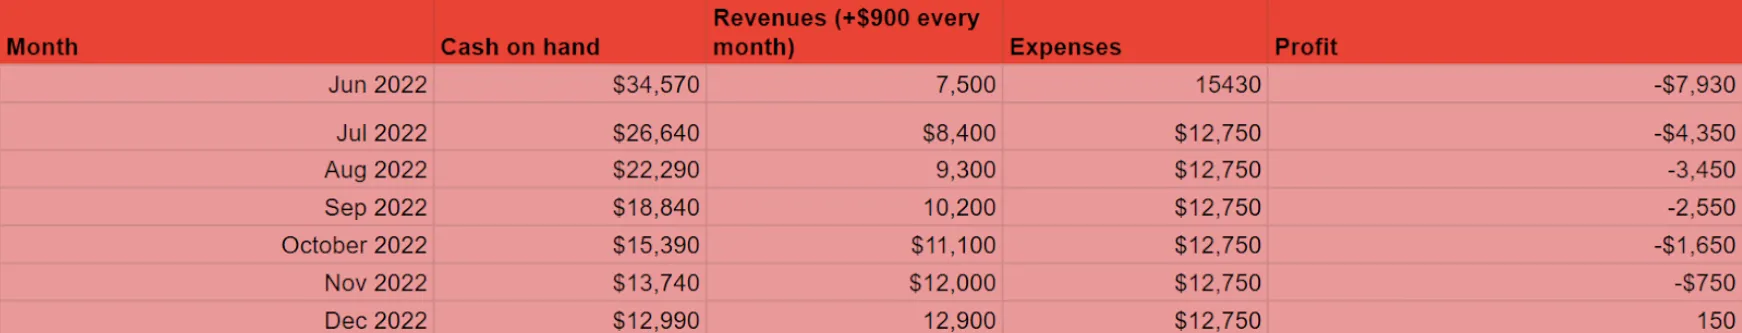 Month Cash on hand Revenues (+$900 every month) Expenses Profit
Jun 2022 $34,570 7,500 15430 -$7,930
Jul 2022 $26,640 $8,400 $12,750 -$4,350
Aug 2022 $22,290 9,300 $12,750 -3,450
Sep 2022 $18,840 10,200 $12,750 -2,550
October 2022 $15,390 $11,100 $12,750 -$1,650
Nov 2022 $13,740 $12,000 $12,750 -$750
Dec 2022 $12,990 12,900 $12,750 150